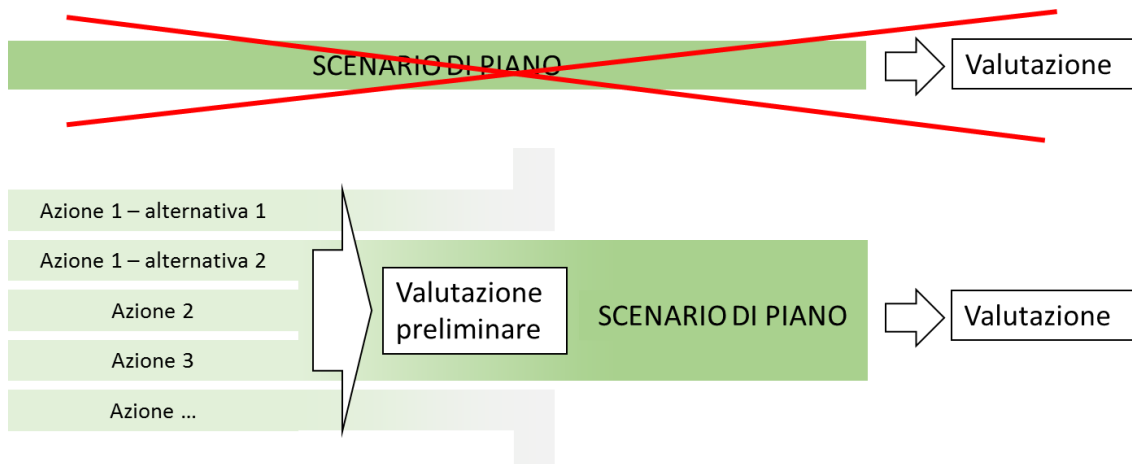 SCENARIO DI PIANO
Valutazione
Azione 1 – alternativa 1
Azione 1 – alternativa 2
Azione 2
Azione 3
Azione ...
Valutazione
preliminare
SCENARIO DI PIANO
Valutazione